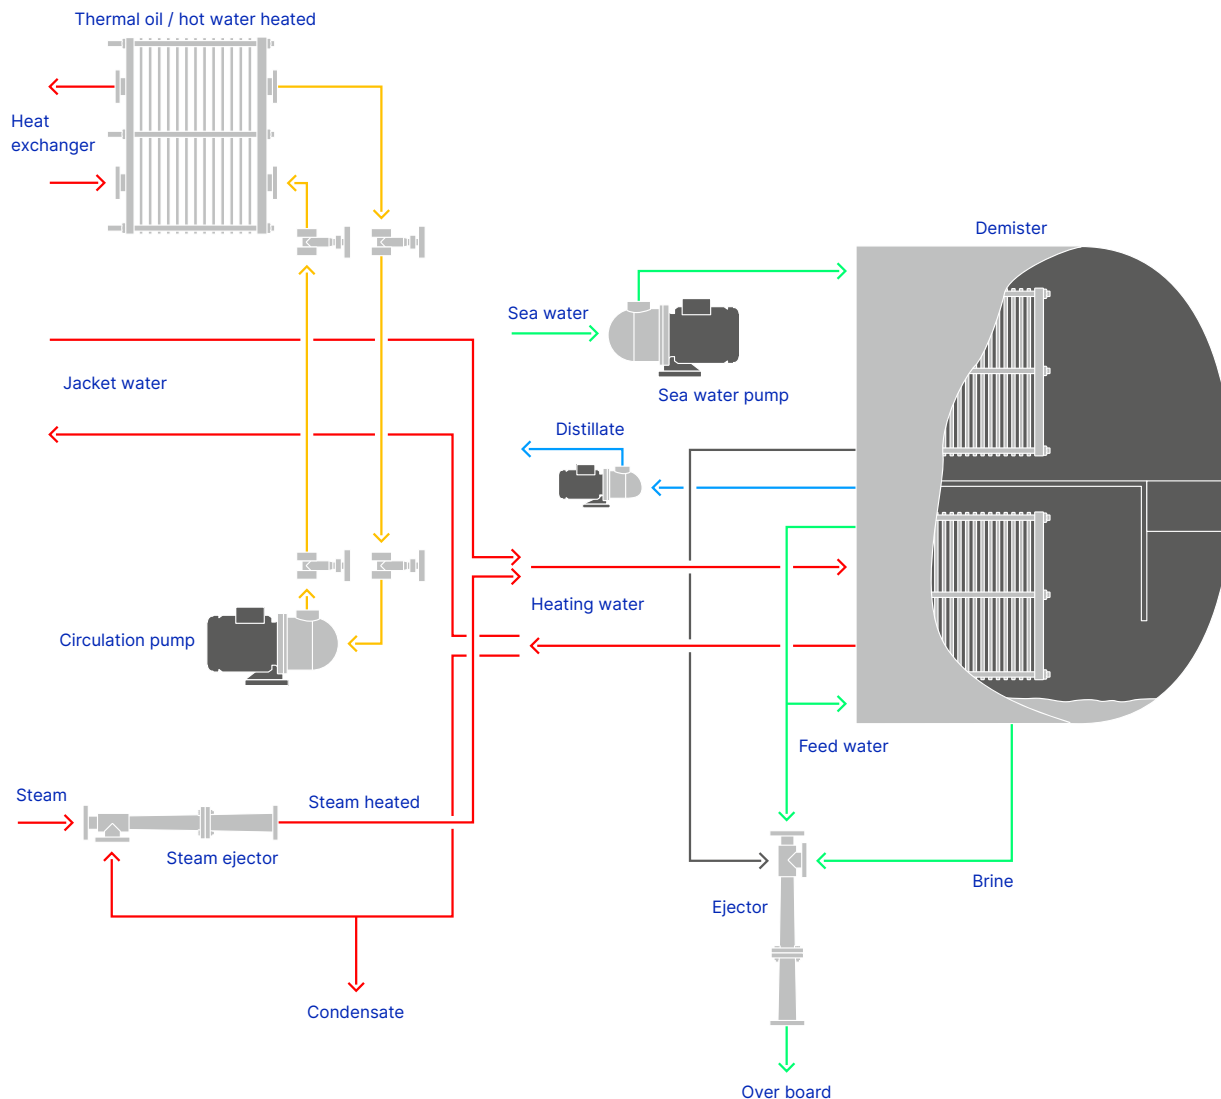 Thermal oil / hot water heated
Heat
exchanger
Demister
Sea water
Jacket water
Sea water pump
Distillate
Heating water
Circulation pump
Feed water
Steam
Steam heated
Steam ejector
Brine
Ejector
Condensate
Over board